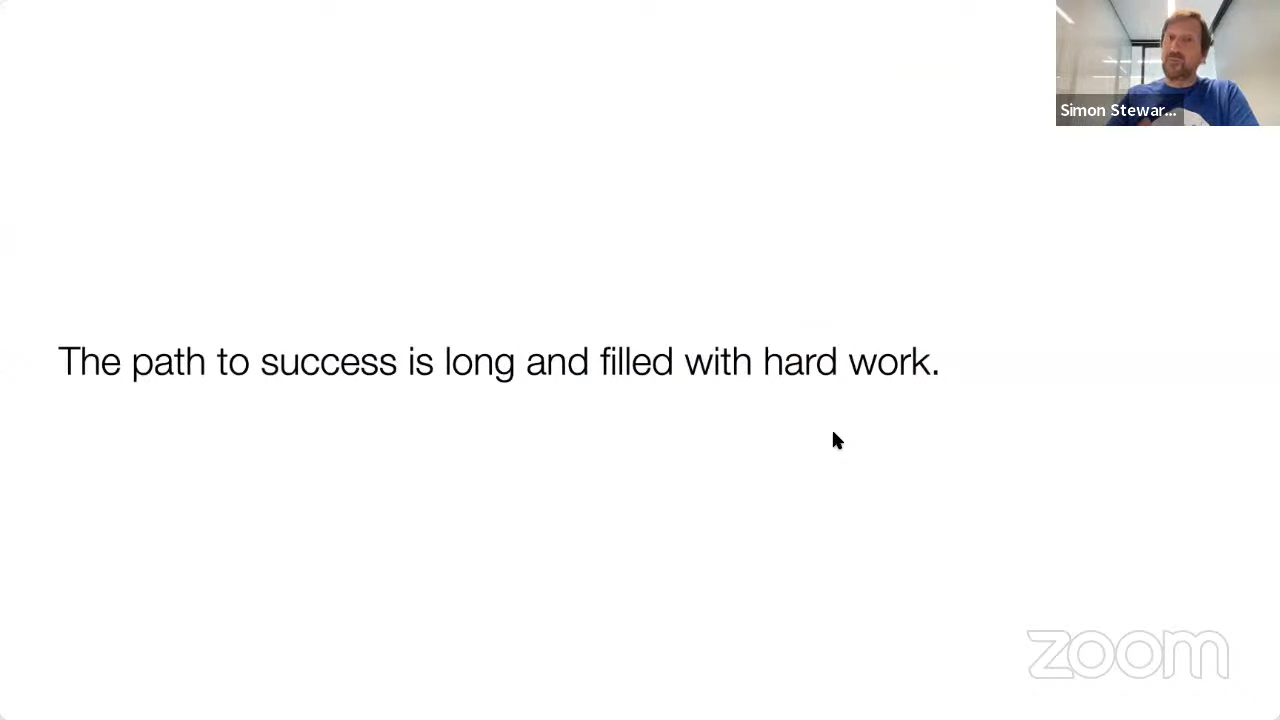 Simon Stewar...
The path to success is long and filled with hard work.
zoom